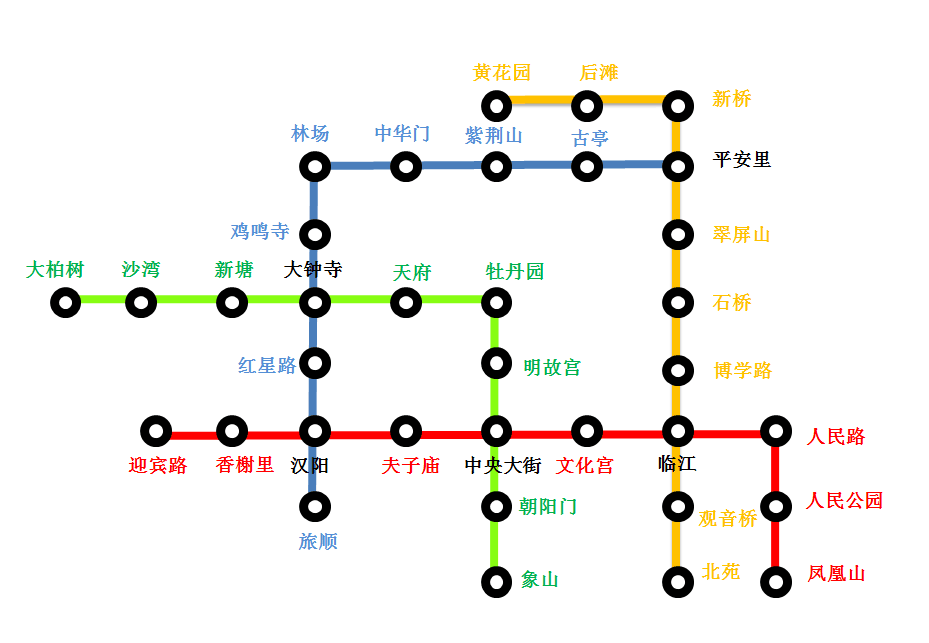 黄花园
后滩
新桥
林场
中华门
紫荆山
古亭
平安里
鸡鸣寺
翠屏山
大柏树
沙湾
新塘
大钟寺
天府
牡丹园
石桥
红星路
明故宫
博学路
迎宾路
香榭里
汉阳
夫子庙
中央大街
文化宫
临江
人民路
朝阳门
观音桥
人民公园
旅顺
象山
北苑
凤凰山